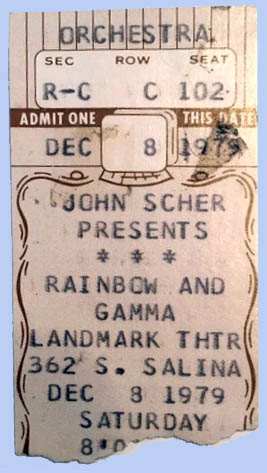 ORCHESTRA
SEC ROW SEAT
R-C C 102
ADMIT ONE THIS DATE
DEC 8 1979
JOHN SCHER
PRESENTS
* * *
RAINBOW AND
GAMMA
LANDMARK THTR
362 S. SALINA
DEC 8 1979
SATURDAY